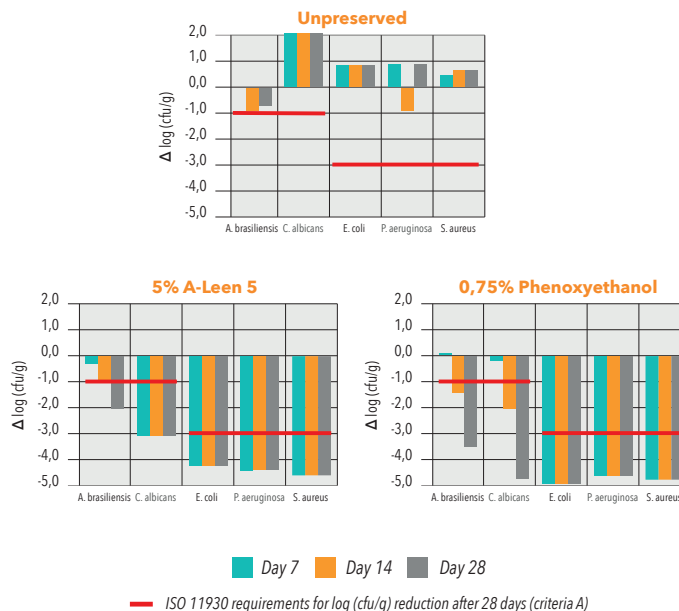 Unpreserved
2,0
1,0
0,0
-1,0
-2,0
-3,0
-4,0
-5,0
Δ log (cfu/g)
A. brasiliensis C. albicans E. coli P. aeruginosa S. aureus
5% A-Leen 5
2,0
1,0
0,0
-1,0
-2,0
-3,0
-4,0
-5,0
Δ log (cfu/g)
A. brasiliensis C. albicans E. coli P. aeruginosa S. aureus
0,75% Phenoxyethanol
2,0
1,0
0,0
-1,0
-2,0
-3,0
-4,0
-5,0
Δ log (cfu/g)
A. brasiliensis C. albicans E. coli P. aeruginosa S. aureus
Day 7 Day 14 Day 28
ISO 11930 requirements for log (cfu/g) reduction after 28 days (criteria A)